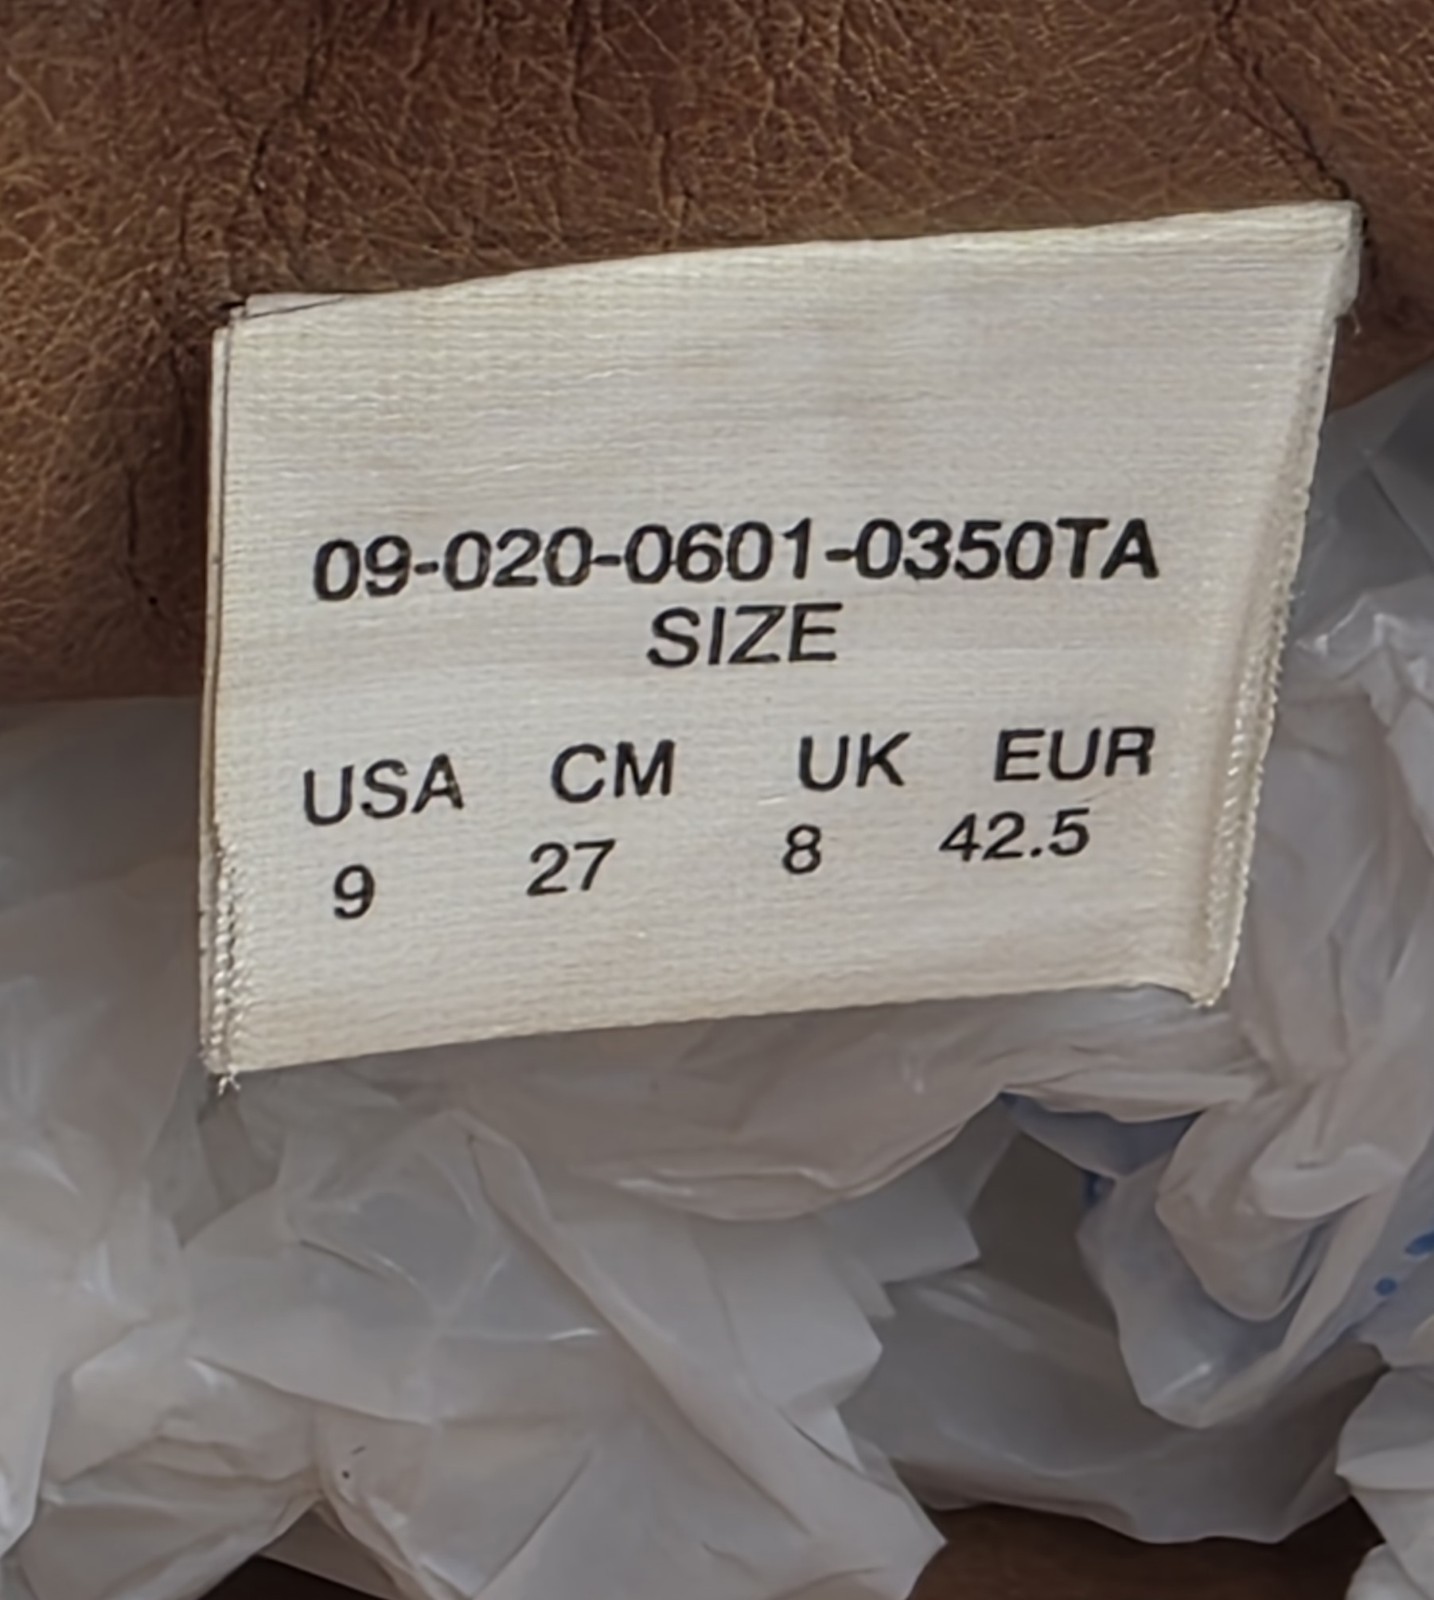 09-020-0601-0350TA
SIZE
USA CM UK EUR
9 27 8 42.5